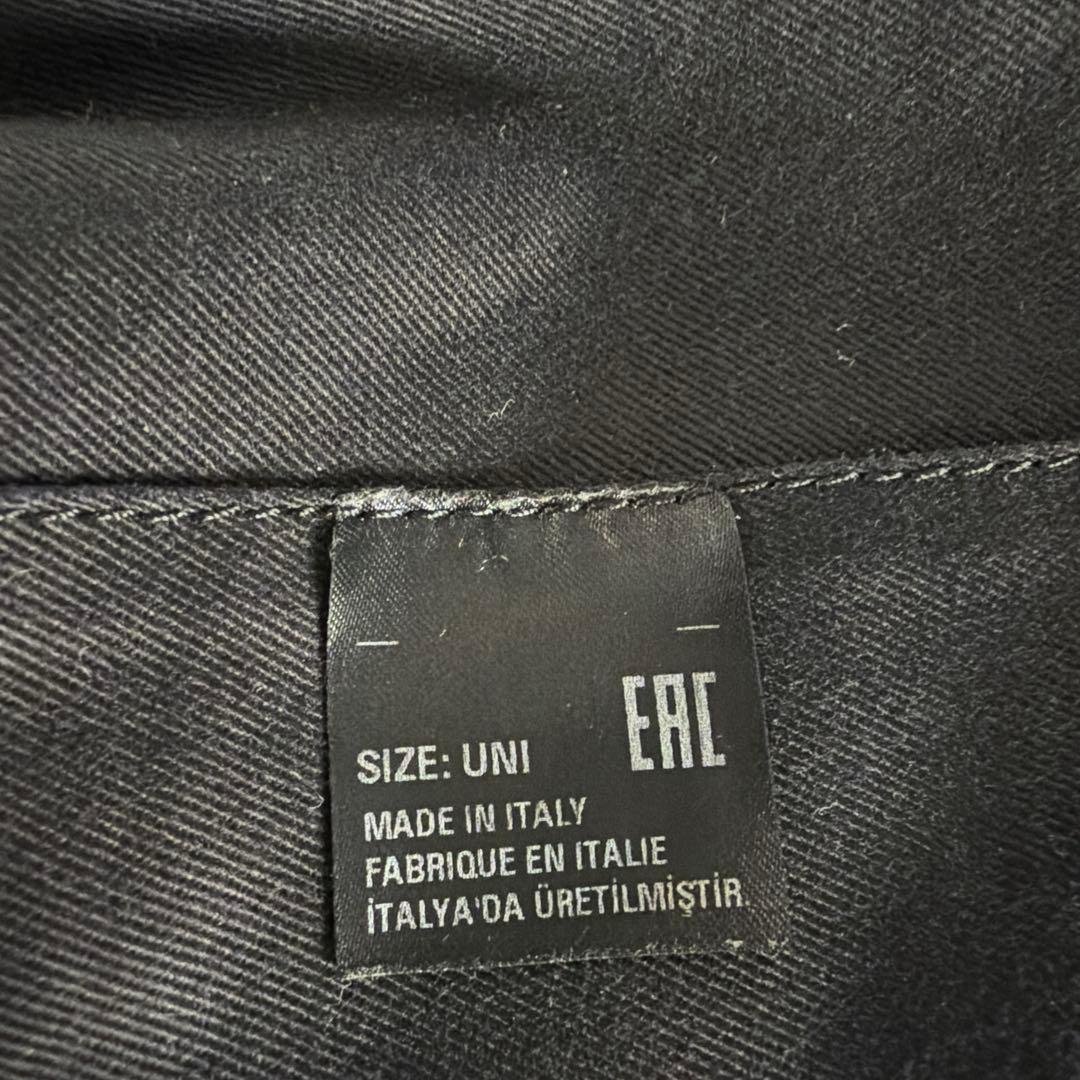 EAC
SIZE: UNI
MADE IN ITALY
FABRIQUE EN ITALIE
İTALYA'DA ÜRETİLMİŞTİR.